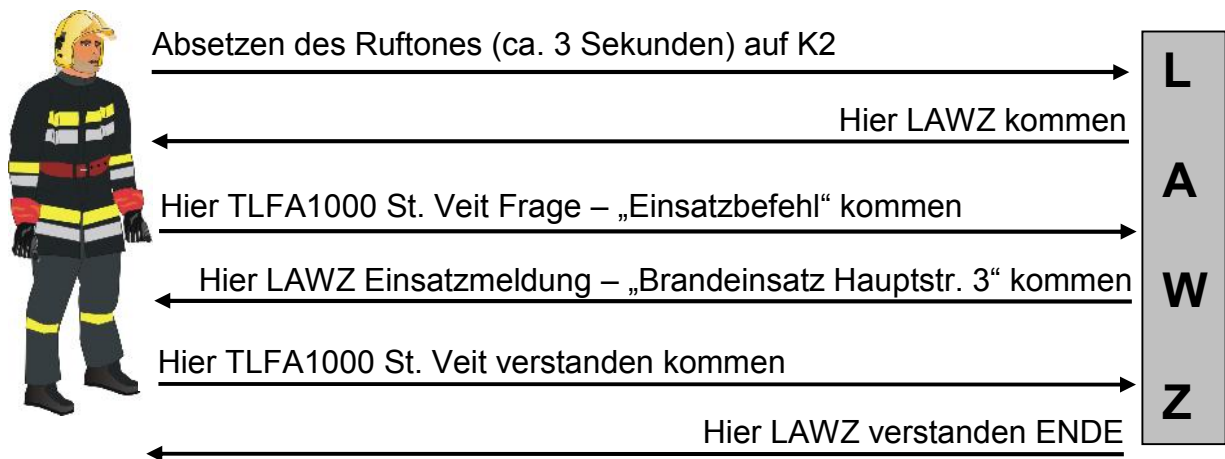 Absetzen des Ruftones (ca. 3 Sekunden) auf K2
Hier LAWZ kommen
Hier TLFA1000 St. Veit Frage – „Einsatzbefehl“ kommen
Hier LAWZ Einsatzmeldung – „Brandeinsatz Hauptstr. 3“ kommen
Hier TLFA1000 St. Veit verstanden kommen
Hier LAWZ verstanden ENDE
L
A
W
Z